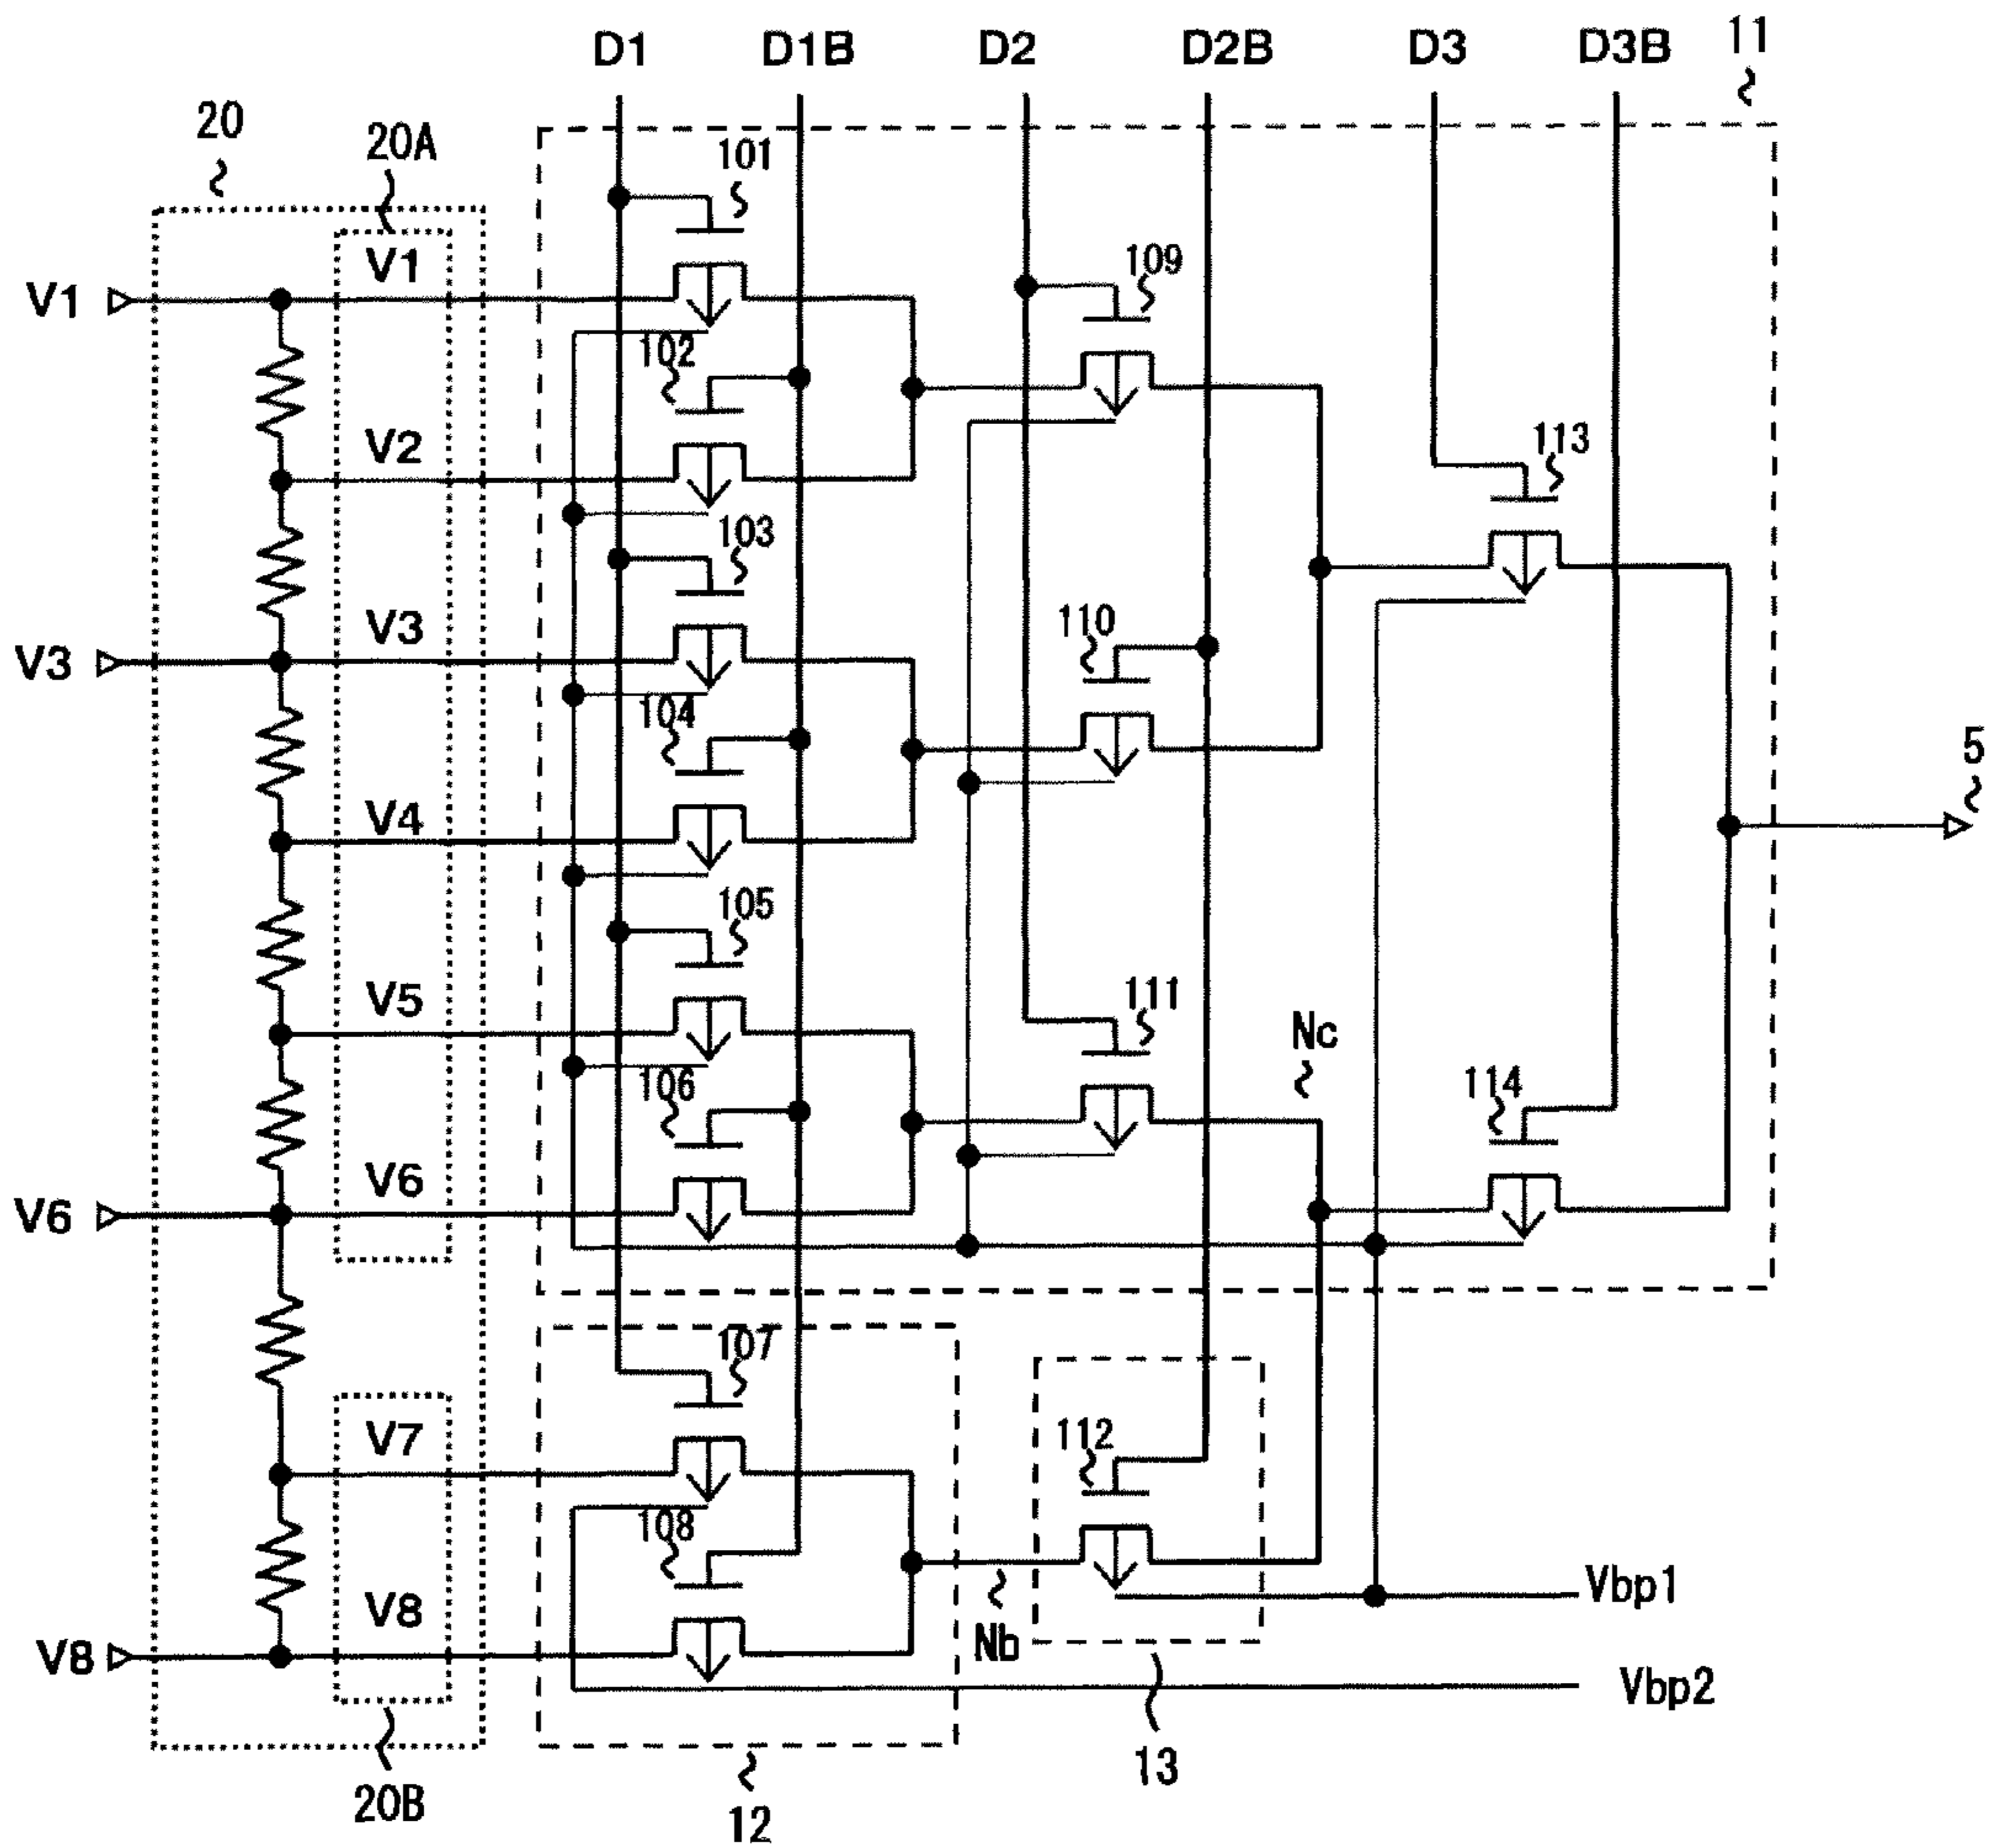 D1 D1B D2 D2B D3 D3B 11
20
20A
101
V1
V1
109
102
V2
113
103
V3
V3
110
104
5
V4
105
V5
111
Nc
106
114
V6
V6
107
V7
112
108
Vbp1
V8
V8
Nb
Vbp2
13
20B
12